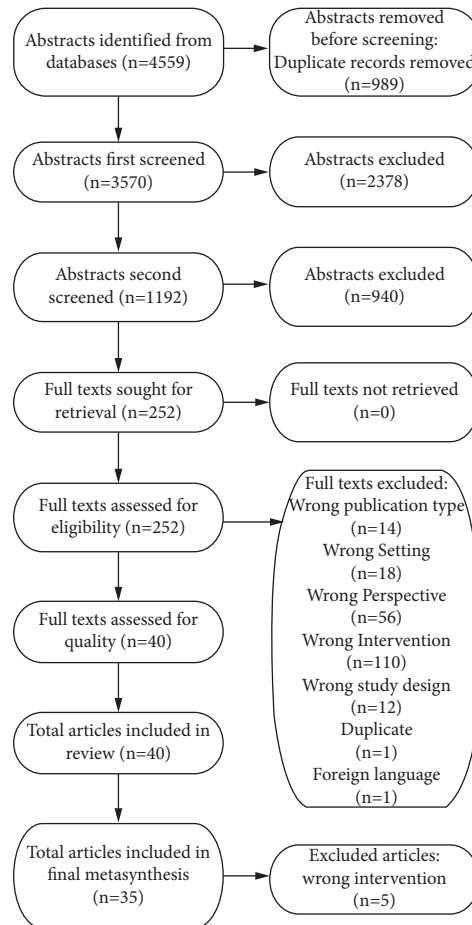 Abstracts identified from
databases (n=4559)
Abstracts removed
before screening:
Duplicate records removed
(n=989)
Abstracts first screened
(n=3570)
Abstracts excluded
(n=2378)
Abstracts second
screened (n=1192)
Abstracts excluded
(n=940)
Full texts sought for
retrieval (n=252)
Full texts not retrieved
(n=0)
Full texts assessed for
eligibility (n=252)
Full texts excluded:
Wrong publication type
(n=14)
Wrong Setting
(n=18)
Wrong Perspective
(n=56)
Wrong Intervention
(n=110)
Wrong study design
(n=12)
Duplicate
(n=1)
Foreign language
(n=1)
Full texts assessed for
quality (n=40)
Total articles included in
review (n=40)
Total articles included in
final metasynthesis
(n=35)
Excluded articles:
wrong intervention
(n=5)